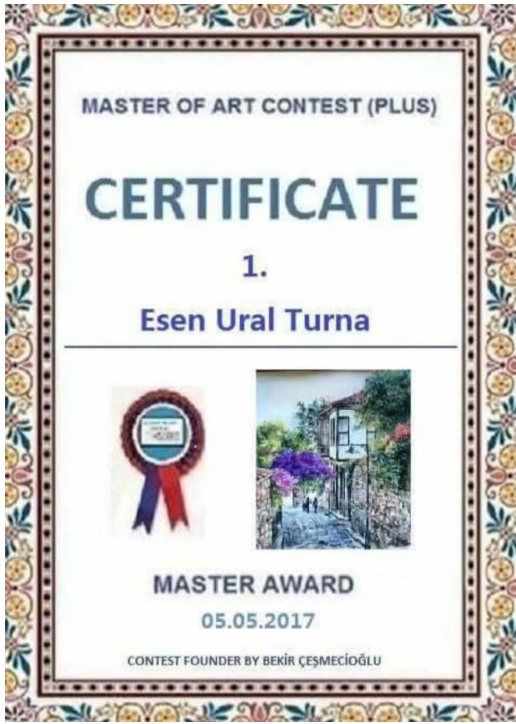 MASTER OF ART CONTEST (PLUS)
CERTIFICATE
1.
Esen Ural Turna
MASTER AWARD
05.05.2017
CONTEST FOUNDER BY BEKİR ÇEŞMECİOĞLU